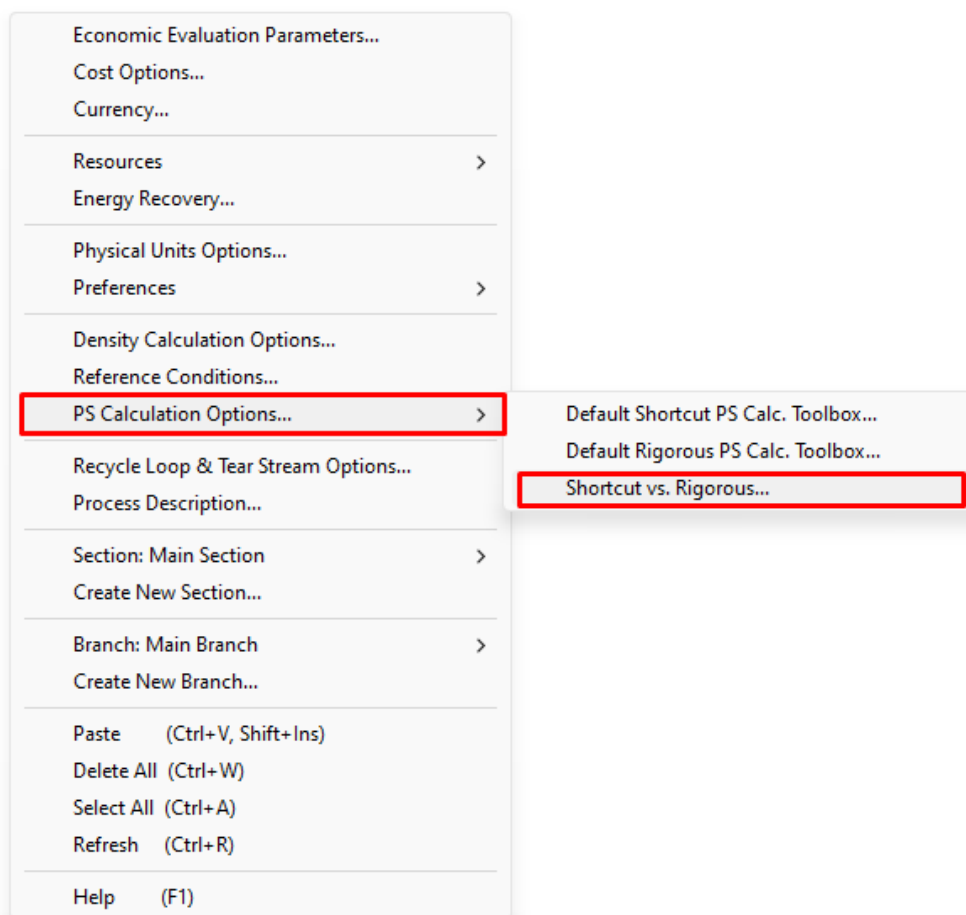 Economic Evaluation Parameters...
Cost Options...
Currency...
Resources
Energy Recovery...
Physical Units Options...
Preferences
Density Calculation Options...
Reference Conditions...
PS Calculation Options...
Default Shortcut PS Calc. Toolbox...
Default Rigorous PS Calc. Toolbox...
Shortcut vs. Rigorous...
Recycle Loop & Tear Stream Options...
Process Description...
Section: Main Section
Create New Section...
Branch: Main Branch
Create New Branch...
Paste (Ctrl+V, Shift+Ins)
Delete All (Ctrl+W)
Select All (Ctrl+A)
Refresh (Ctrl+R)
Help (F1)